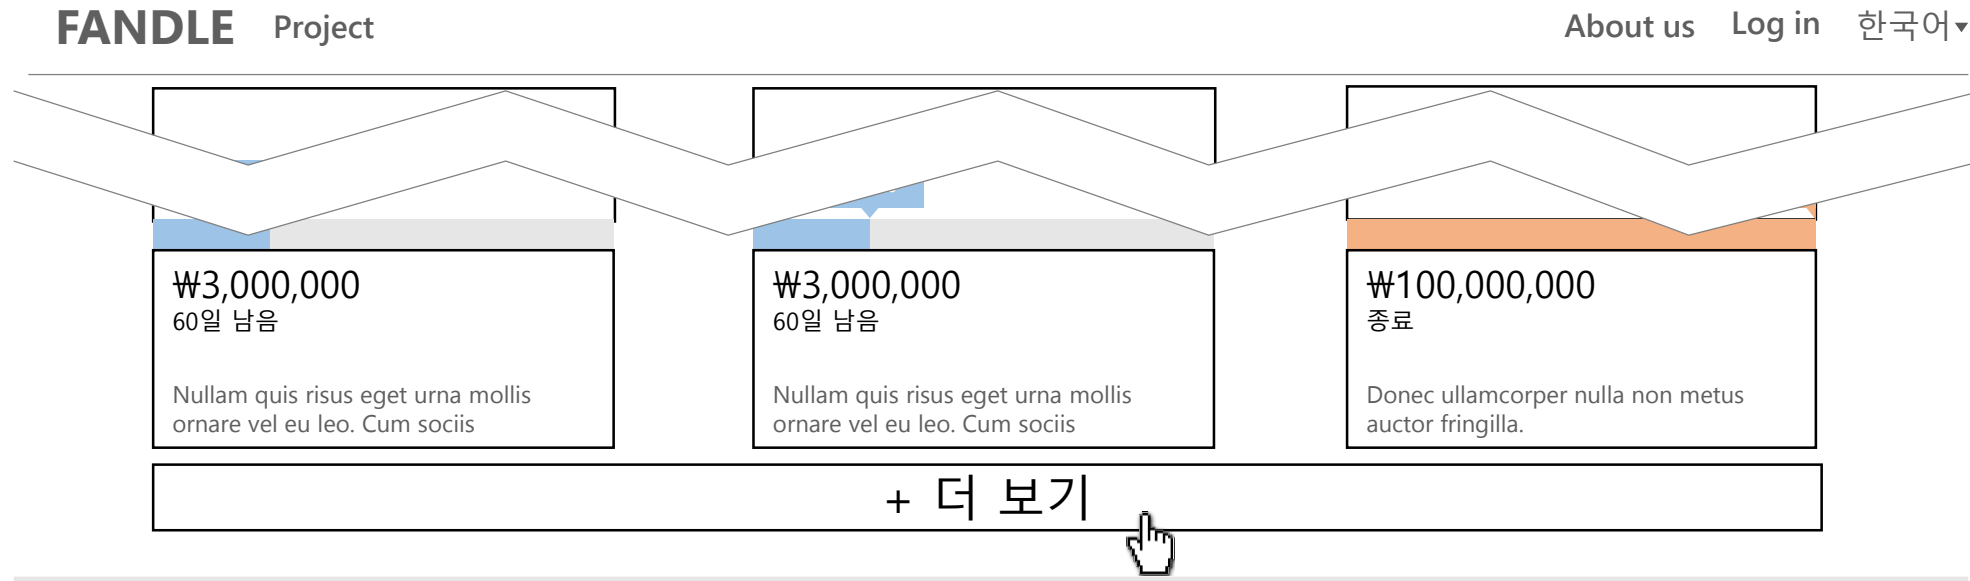 FANDLE Project About us Log in 한국어▾
₩3,000,000
60일 남음
Nullam quis risus eget urna mollis
ornare vel eu leo. Cum sociis
₩3,000,000
60일 남음
Nullam quis risus eget urna mollis
ornare vel eu leo. Cum sociis
₩100,000,000
종료
Donec ullamcorper nulla non metus
auctor fringilla.
+ 더 보기